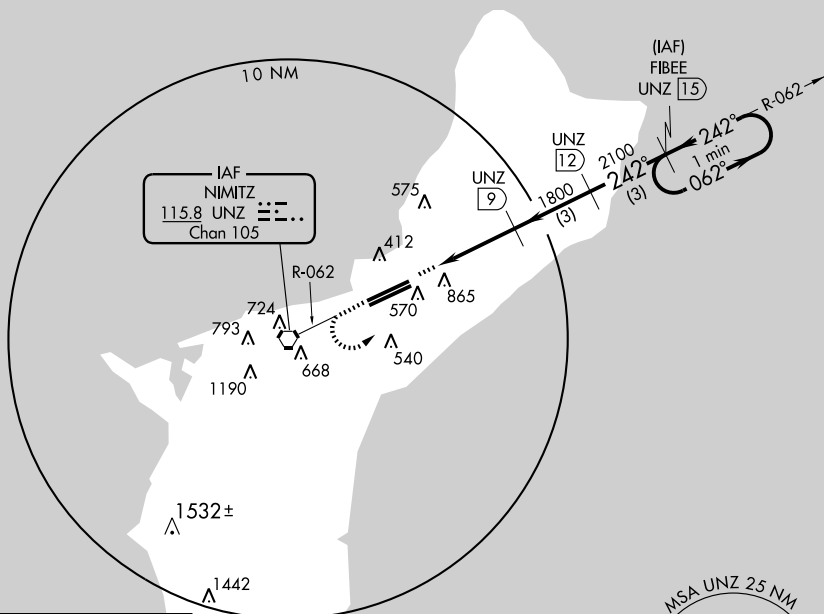 10 NM
(IAF)
FIBEE
UNZ 15
R-062
242°
1 min
062°
2100
242°
(3)
UNZ
12
1800
(3)
UNZ
9
IAF
NIMITZ
115.8 UNZ
Chan 105
575
412
R-062
865
570
724
793
668
540
1190
1532±
1442
MSA UNZ 25 NM